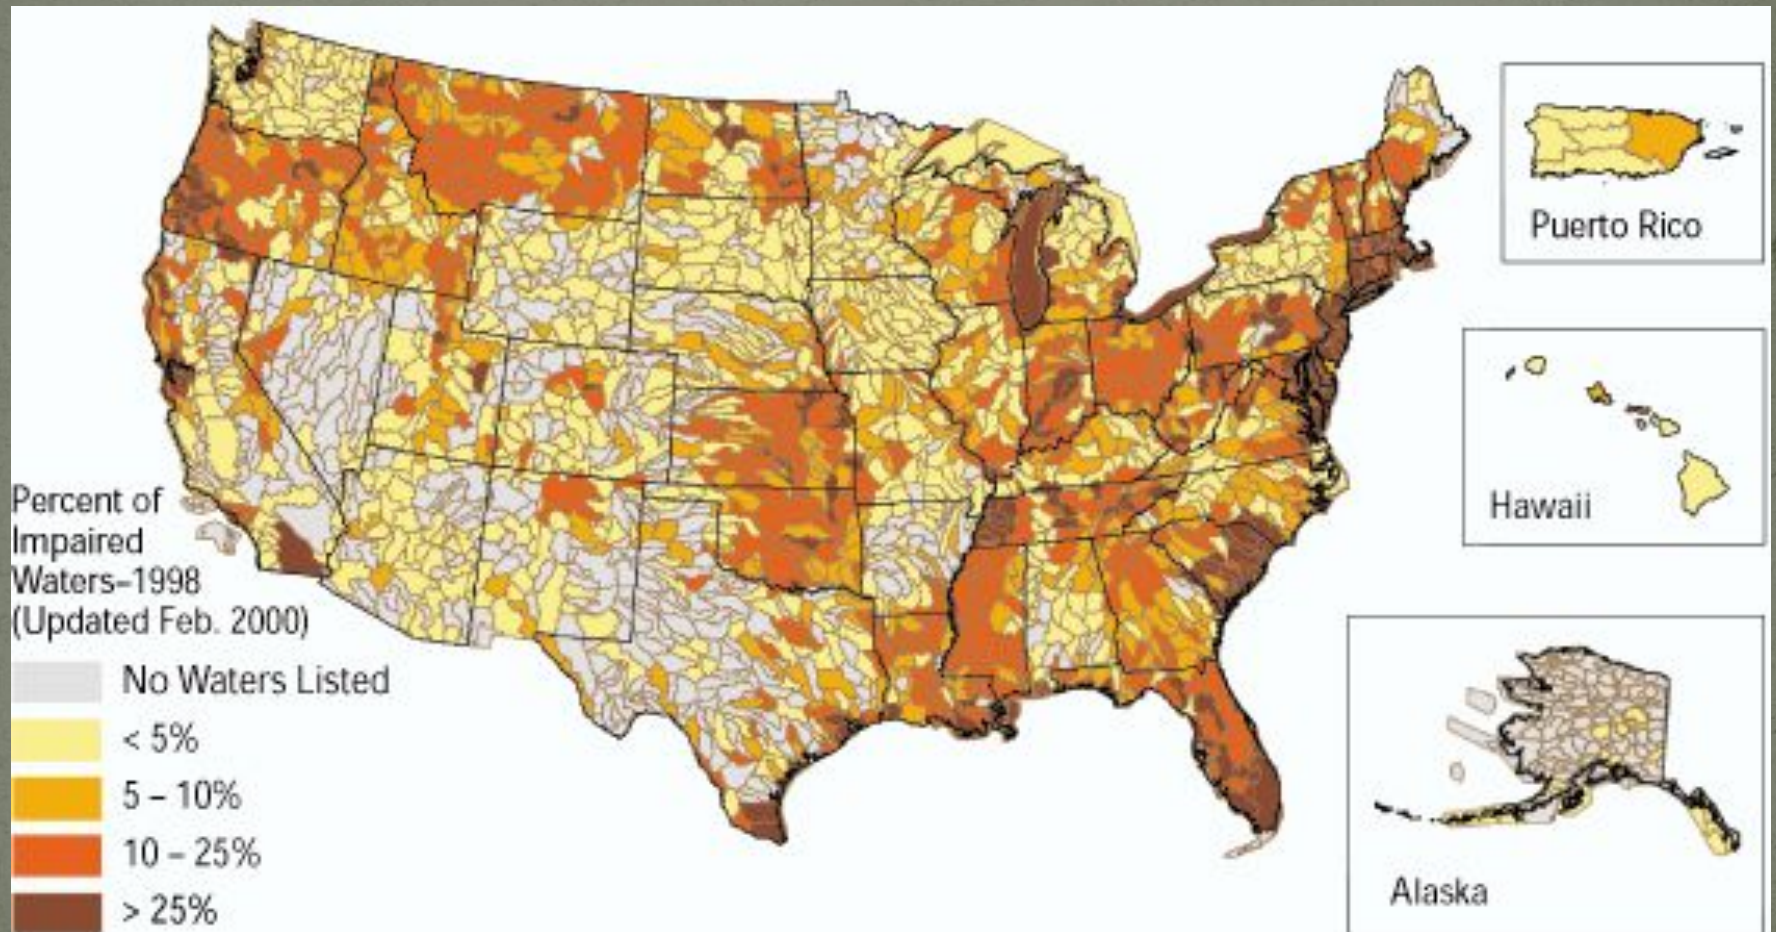 Puerto Rico
Hawaii
Percent of
Impaired
Waters–1998
(Updated Feb. 2000)
No Waters Listed
< 5%
5 – 10%
10 – 25%
> 25%
Alaska